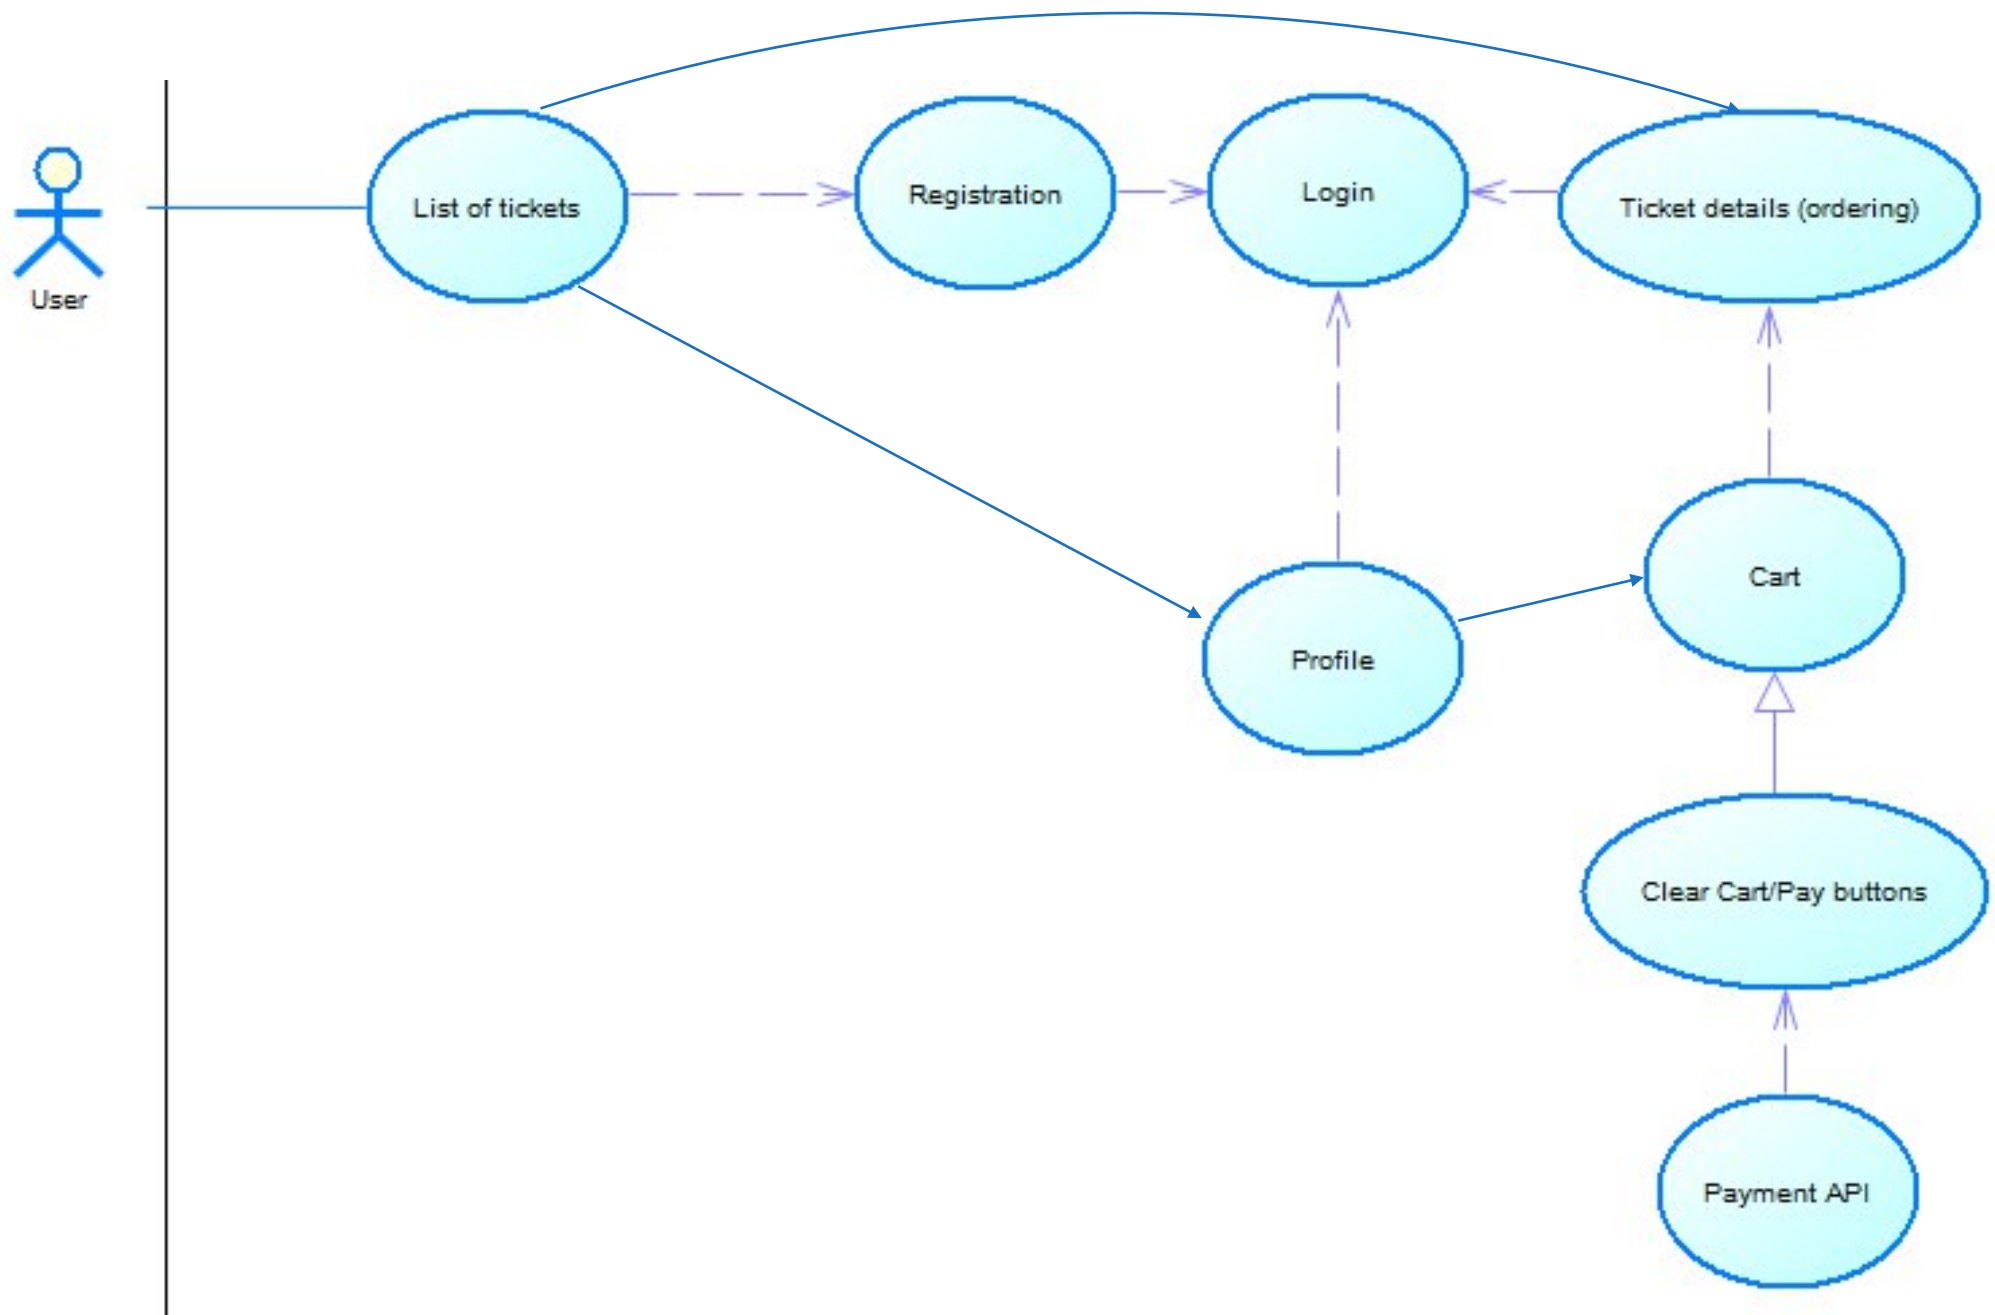 List of tickets
Registration
Login
Ticket details (ordering)
User
Cart
Profile
Clear Cart/Pay buttons
Payment API